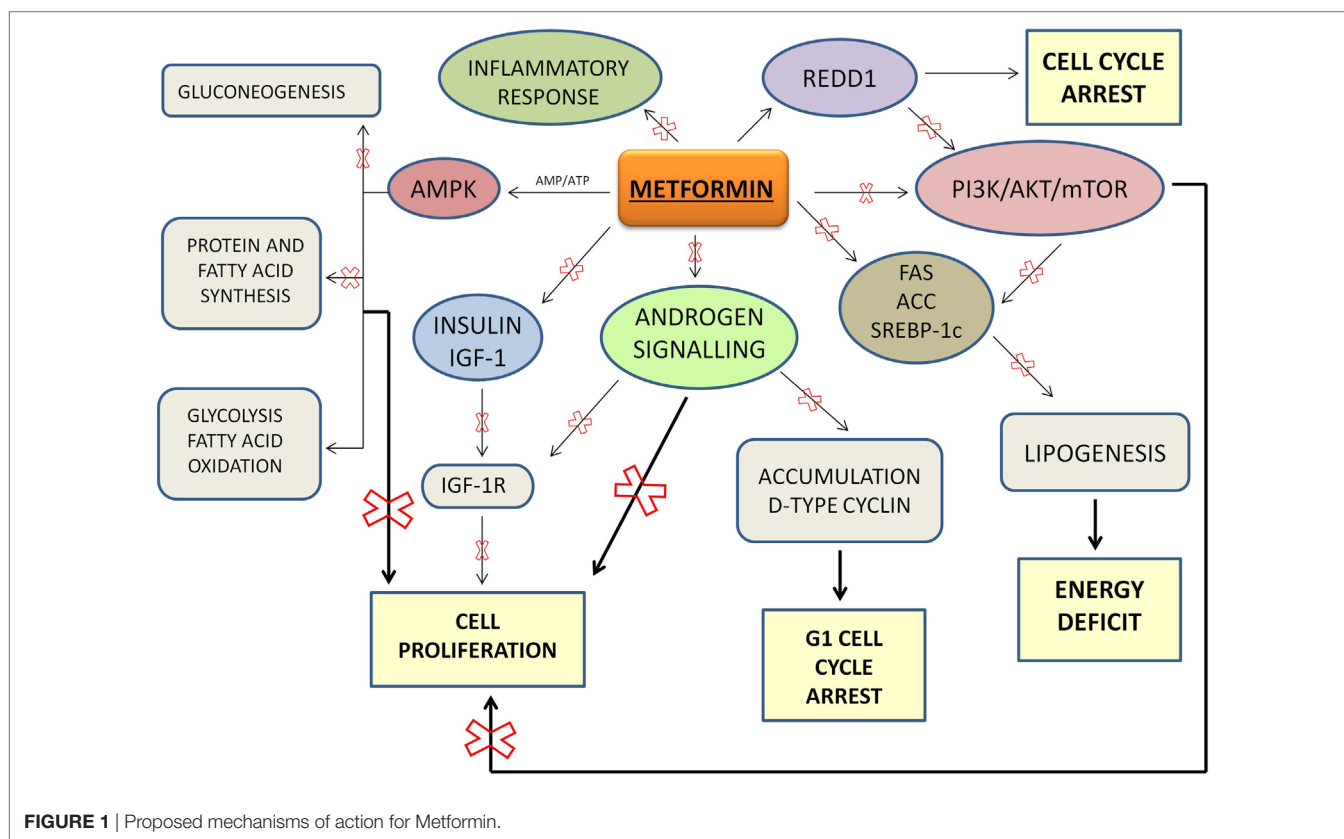 INFLAMMATORY
RESPONSE
REDD1
CELL CYCLE
ARREST
GLUCONEOGENESIS
AMPK
AMP/ATP
METFORMIN
PI3K/AKT/mTOR
PROTEIN AND
FATTY ACID
SYNTHESIS
INSULIN
IGF-1
ANDROGEN
SIGNALLING
FAS
ACC
SREBP-1c
GLYCOLYSIS
FATTY ACID
OXIDATION
IGF-1R
ACCUMULATION
D-TYPE CYCLIN
LIPOGENESIS
CELL
PROLIFERATION
G1 CELL
CYCLE
ARREST
ENERGY
DEFICIT
FIGURE 1 | Proposed mechanisms of action for Metformin.